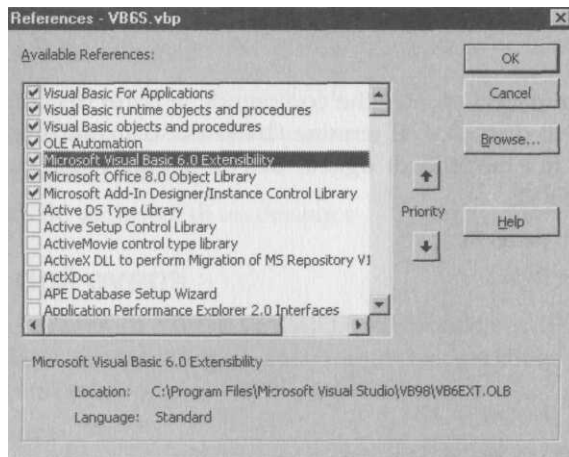 References - VB6S.vbp
Available References:
Visual Basic For Applications
Visual Basic runtime objects and procedures
Visual Basic objects and procedures
OLE Automation
Microsoft Visual Basic 6.0 Extensibility
Microsoft Office 8.0 Object Library
Microsoft Add-In Designer/Instance Control Library
Active DS Type Library
Active Setup Control Library
ActiveMovie control type library
ActiveX DLL to perform Migration of MS Repository V1
ActXDoc
APE Database Setup Wizard
Application Performance Explorer 2.0 Interfaces
OK
Cancel
Browse...
Priority
Help
Microsoft Visual Basic 6.0 Extensibility
Location: C:\Program Files\Microsoft Visual Studio\VB98\VB6EXT.OLB
Language: Standard